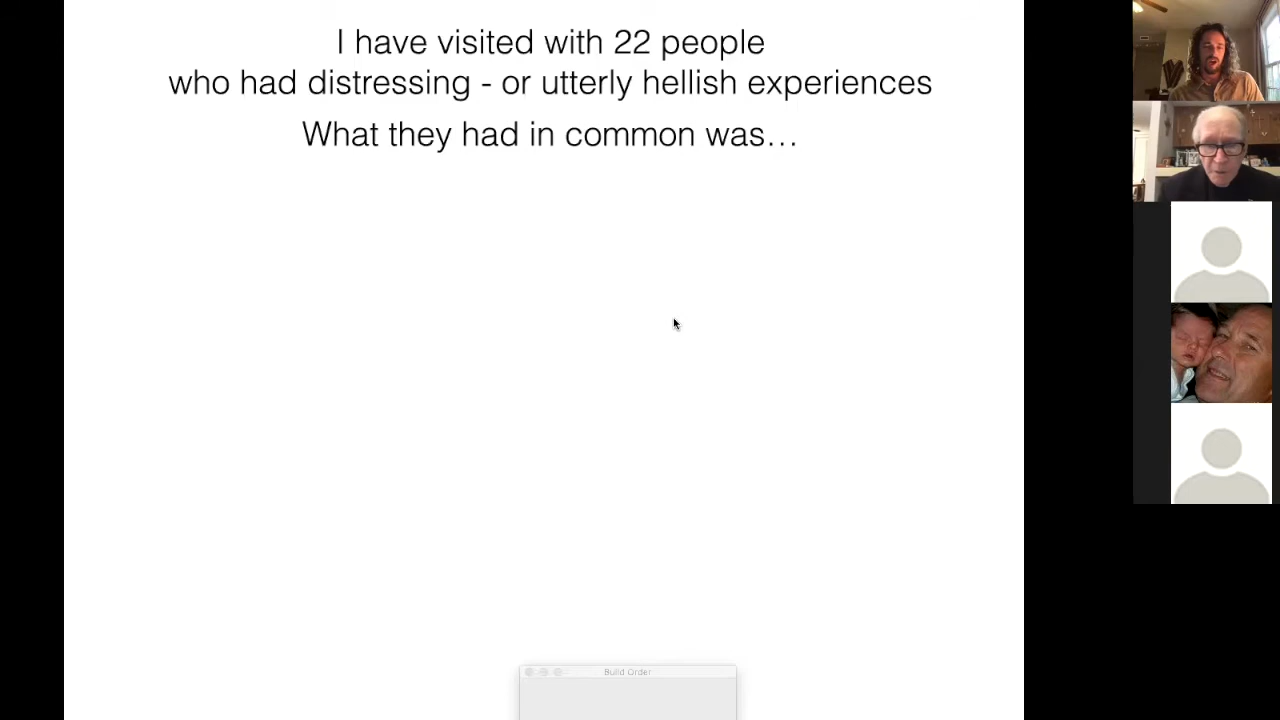 I have visited with 22 people
who had distressing - or utterly hellish experiences
What they had in common was…
Build Order